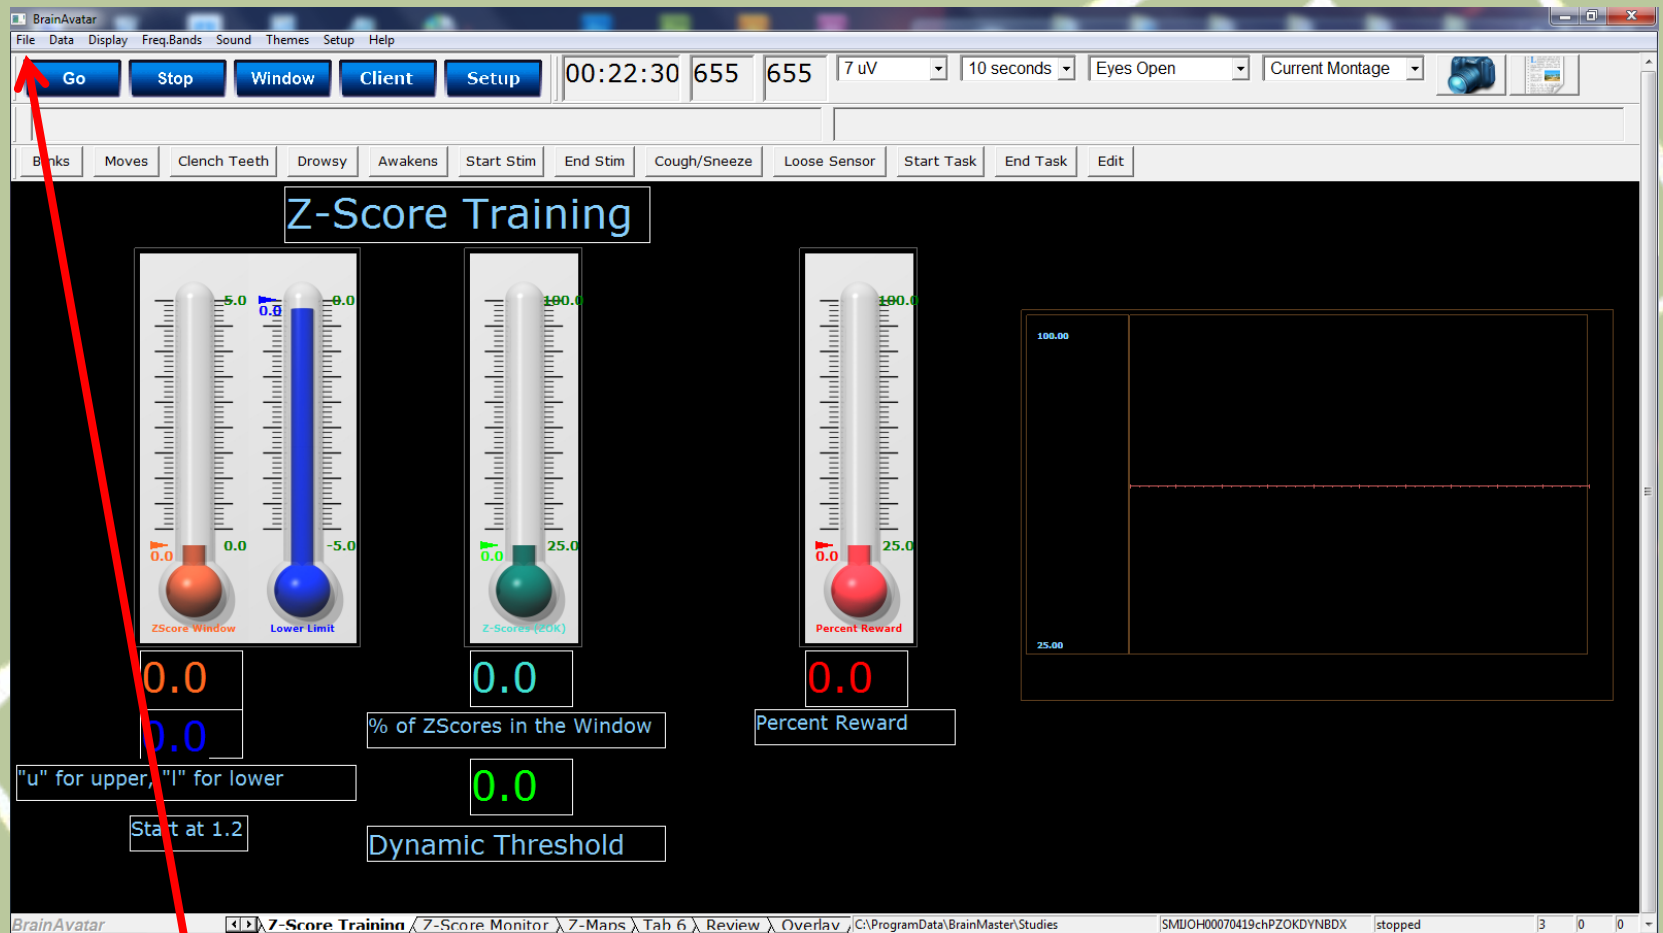 BrainAvatar
File Data Display Freq.Bands Sound Themes Setup Help
Go Stop Window Client Setup 00:22:30 655 655 7 uV 10 seconds Eyes Open Current Montage
Moves Clench Teeth Drowsy Awakens Start Stim End Stim Cough/Sneeze Loose Sensor Start Task End Task Edit
Z-Score Training
5.0 0.0 0.0 100.0 100.0
100.00
0.0 0.0 -5.0 0.0 25.0 0.0 25.0
ZScore Window Lower Limit Z-Scores (ZOK) Percent Reward
25.00
0.0 0.0 0.0
0.0 % of ZScores in the Window Percent Reward
"u" for upper, "l" for lower
0.0
Start at 1.2
Dynamic Threshold
BrainAvatar Z-Score Training Z-Score Monitor Z-Maps Tab 6 Review Overlay C:\ProgramData\BrainMaster\Studies SMIJOH00070419chPZOKDYNBDX stopped 3 0 0